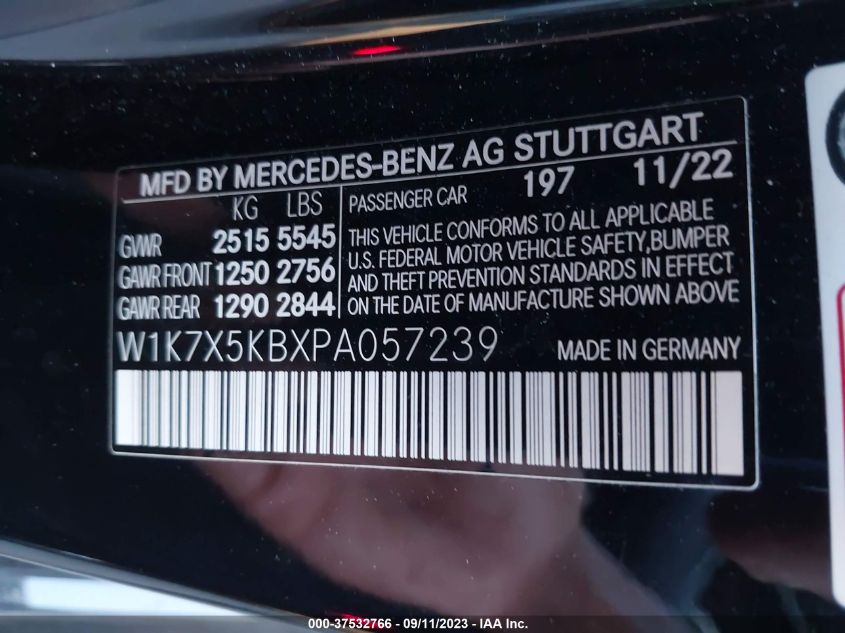 MFD BY MERCEDES-BENZ AG STUTTGART
KG LBS
GVWR 2515 5545
GAWR FRONT 1250 2756
GAWR REAR 1290 2844
PASSENGER CAR 197 11/22
THIS VEHICLE CONFORMS TO ALL APPLICABLE
U.S. FEDERAL MOTOR VEHICLE SAFETY,BUMPER
AND THEFT PREVENTION STANDARDS IN EFFECT
ON THE DATE OF MANUFACTURE SHOWN ABOVE
W1K7X5KBXPA057239 MADE IN GERMANY
000-37532766 - 09/11/2023 - IAA Inc.